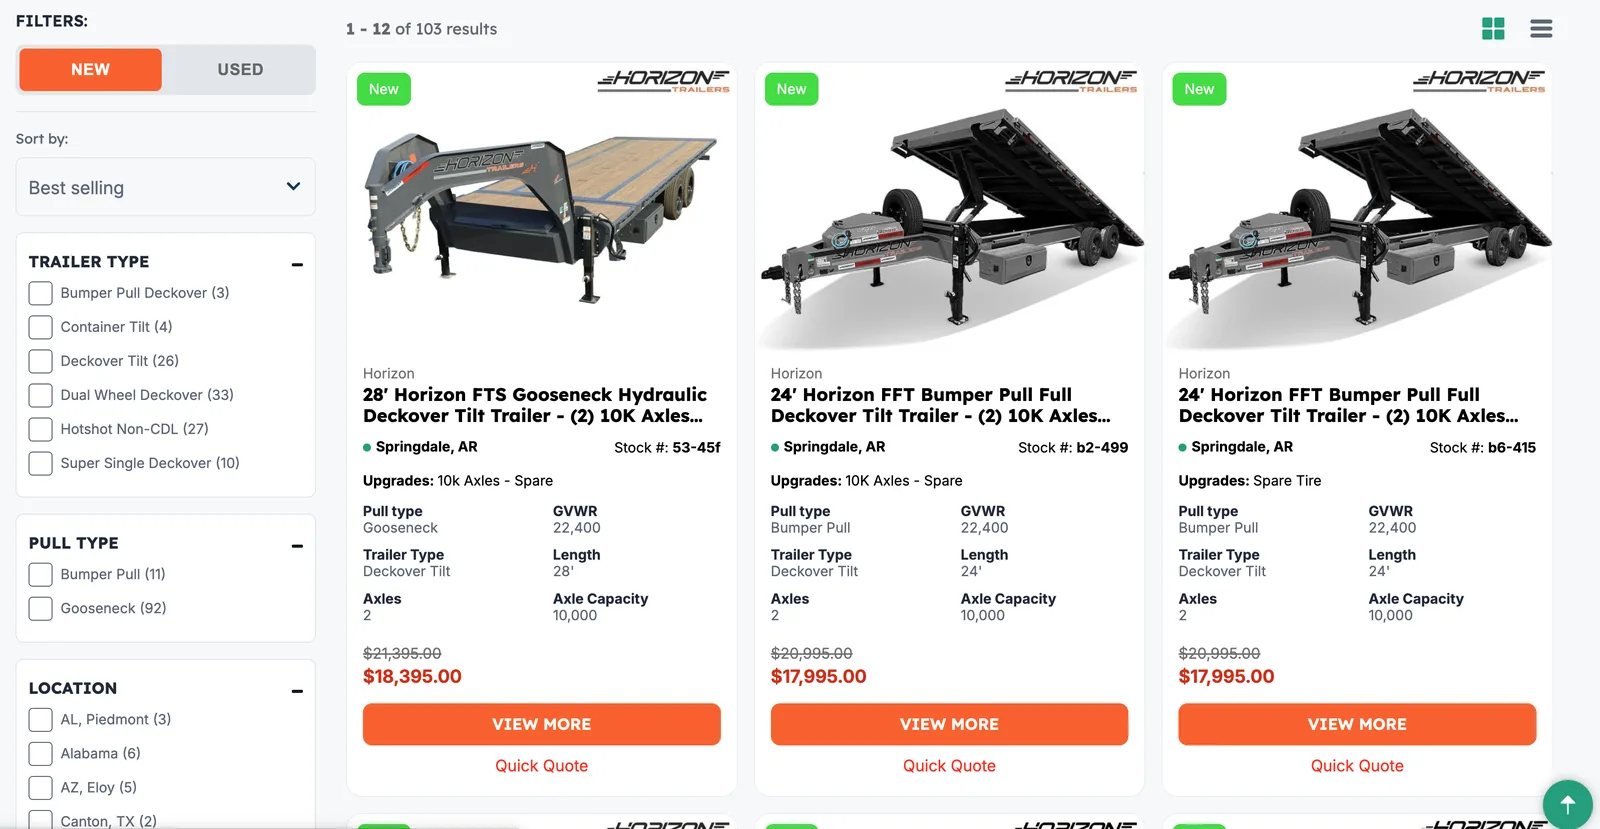 FILTERS:
NEW
USED
Sort by:
Best selling
TRAILER TYPE
Bumper Pull Deckover (3)
Container Tilt (4)
Deckover Tilt (26)
Dual Wheel Deckover (33)
Hotshot Non-CDL (27)
Super Single Deckover (10)
PULL TYPE
Bumper Pull (11)
Gooseneck (92)
LOCATION
AL, Piedmont (3)
Alabama (6)
AZ, Eloy (5)
Canton, TX (2)
1 - 12 of 103 results
New
HORIZON
TRAILERS
HORIZON
TRAILERS
Horizon
28' Horizon FTS Gooseneck Hydraulic
Deckover Tilt Trailer - (2) 10K Axles...
Springdale, AR
Stock #: 53-45f
Upgrades: 10k Axles - Spare
Pull type
GVWR
Gooseneck
22,400
Trailer Type
Length
Deckover Tilt
28'
Axles
Axle Capacity
2
10,000
$21,395.00
$18,395.00
VIEW MORE
Quick Quote
New
HORIZON
TRAILERS
HORIZON
Horizon
24' Horizon FFT Bumper Pull Full
Deckover Tilt Trailer - (2) 10K Axles...
Springdale, AR
Stock #: b2-499
Upgrades: 10K Axles - Spare
Pull type
GVWR
Bumper Pull
22,400
Trailer Type
Length
Deckover Tilt
24'
Axles
Axle Capacity
2
10,000
$20,995.00
$17,995.00
VIEW MORE
Quick Quote
New
HORIZON
TRAILERS
HORIZON
Horizon
24' Horizon FFT Bumper Pull Full
Deckover Tilt Trailer - (2) 10K Axles...
Springdale, AR
Stock #: b6-415
Upgrades: Spare Tire
Pull type
GVWR
Bumper Pull
22,400
Trailer Type
Length
Deckover Tilt
24'
Axles
Axle Capacity
2
10,000
$20,995.00
$17,995.00
VIEW MORE
Quick Quote
HORIZON
HORIZON
HORIZON